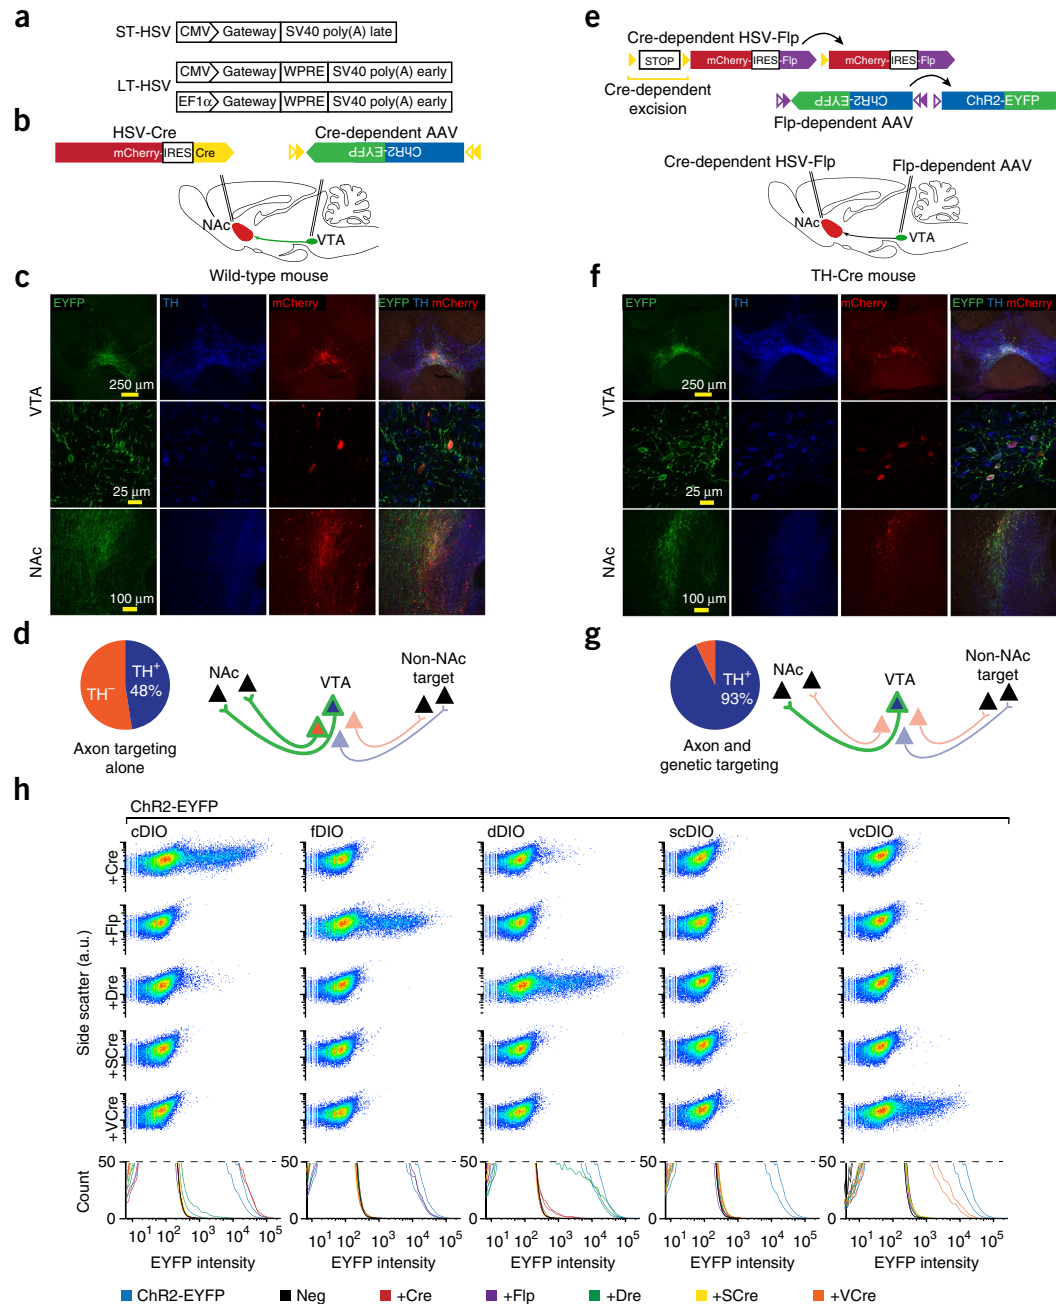 a
ST-HSV
CMV Gateway SV40 poly(A) late
LT-HSV
CMV Gateway WPRE SV40 poly(A) early
EF1α Gateway WPRE SV40 poly(A) early
b
HSV-Cre
mCherry-IRES Cre
Cre-dependent AAV
ChR2-EYFP
NAc
VTA
c
Wild-type mouse
EYFP
TH
mCherry
EYFP TH mCherry
VTA
250 µm
25 µm
NAc
100 µm
d
TH+
48%
TH−
Axon targeting
alone
NAc
VTA
Non-NAc
target
e
Cre-dependent HSV-Flp
STOP
mCherry-IRES-Flp
mCherry-IRES-Flp
Cre-dependent
excision
ChR2-EYFP
ChR2-EYFP
Flp-dependent AAV
Cre-dependent HSV-Flp
Flp-dependent AAV
NAc
VTA
f
TH-Cre mouse
EYFP
TH
mCherry
EYFP TH mCherry
VTA
250 µm
25 µm
NAc
100 µm
g
TH+
93%
Axon and
genetic targeting
NAc
VTA
Non-NAc
target
h
ChR2-EYFP
cDIO
fDIO
dDIO
scDIO
vcDIO
Side scatter (a.u.)
+Cre
+Flp
+Dre
+SCre
+VCre
Count
50
0
10¹ 10² 10³ 10⁴ 10⁵
EYFP intensity
50
0
10¹ 10² 10³ 10⁴ 10⁵
EYFP intensity
50
0
10¹ 10² 10³ 10⁴ 10⁵
EYFP intensity
50
0
10¹ 10² 10³ 10⁴ 10⁵
EYFP intensity
50
0
10¹ 10² 10³ 10⁴ 10⁵
EYFP intensity
ChR2-EYFP
Neg
+Cre
+Flp
+Dre
+SCre
+VCre